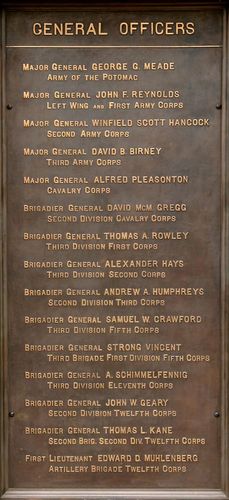 GENERAL OFFICERS
MAJOR GENERAL GEORGE G. MEADE
ARMY OF THE POTOMAC
MAJOR GENERAL JOHN F. REYNOLDS
LEFT WING AND FIRST ARMY CORPS
MAJOR GENERAL WINFIELD SCOTT HANCOCK
SECOND ARMY CORPS
MAJOR GENERAL DAVID B. BIRNEY
THIRD ARMY CORPS
MAJOR GENERAL ALFRED PLEASONTON
CAVALRY CORPS
BRIGADIER GENERAL DAVID MCM. GREGG
SECOND DIVISION CAVALRY CORPS
BRIGADIER GENERAL THOMAS A. ROWLEY
THIRD DIVISION FIRST CORPS
BRIGADIER GENERAL ALEXANDER HAYS
THIRD DIVISION SECOND CORPS
BRIGADIER GENERAL ANDREW A. HUMPHREYS
SECOND DIVISION THIRD CORPS
BRIGADIER GENERAL SAMUEL W. CRAWFORD
THIRD DIVISION FIFTH CORPS
BRIGADIER GENERAL STRONG VINCENT
THIRD BRIGADE FIRST DIVISION FIFTH CORPS
BRIGADIER GENERAL A. SCHIMMELFENNIG
THIRD DIVISION ELEVENTH CORPS
BRIGADIER GENERAL JOHN W. GEARY
SECOND DIVISION TWELFTH CORPS
BRIGADIER GENERAL THOMAS L. KANE
SECOND BRIG. SECOND DIV. TWELFTH CORPS
FIRST LIEUTENANT EDWARD D. MUHLENBERG
ARTILLERY BRIGADE TWELFTH CORPS